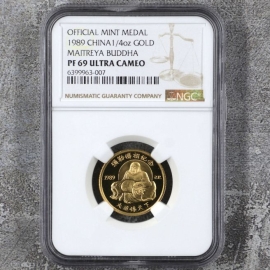 OFFICIAL MINT MEDAL
1989 CHINA 1/4oz GOLD
MAITREYA BUDDHA
PF 69 ULTRA CAMEO
6399963-007
NUMISMATIC GUARANTY COMPANY
NGC
1989